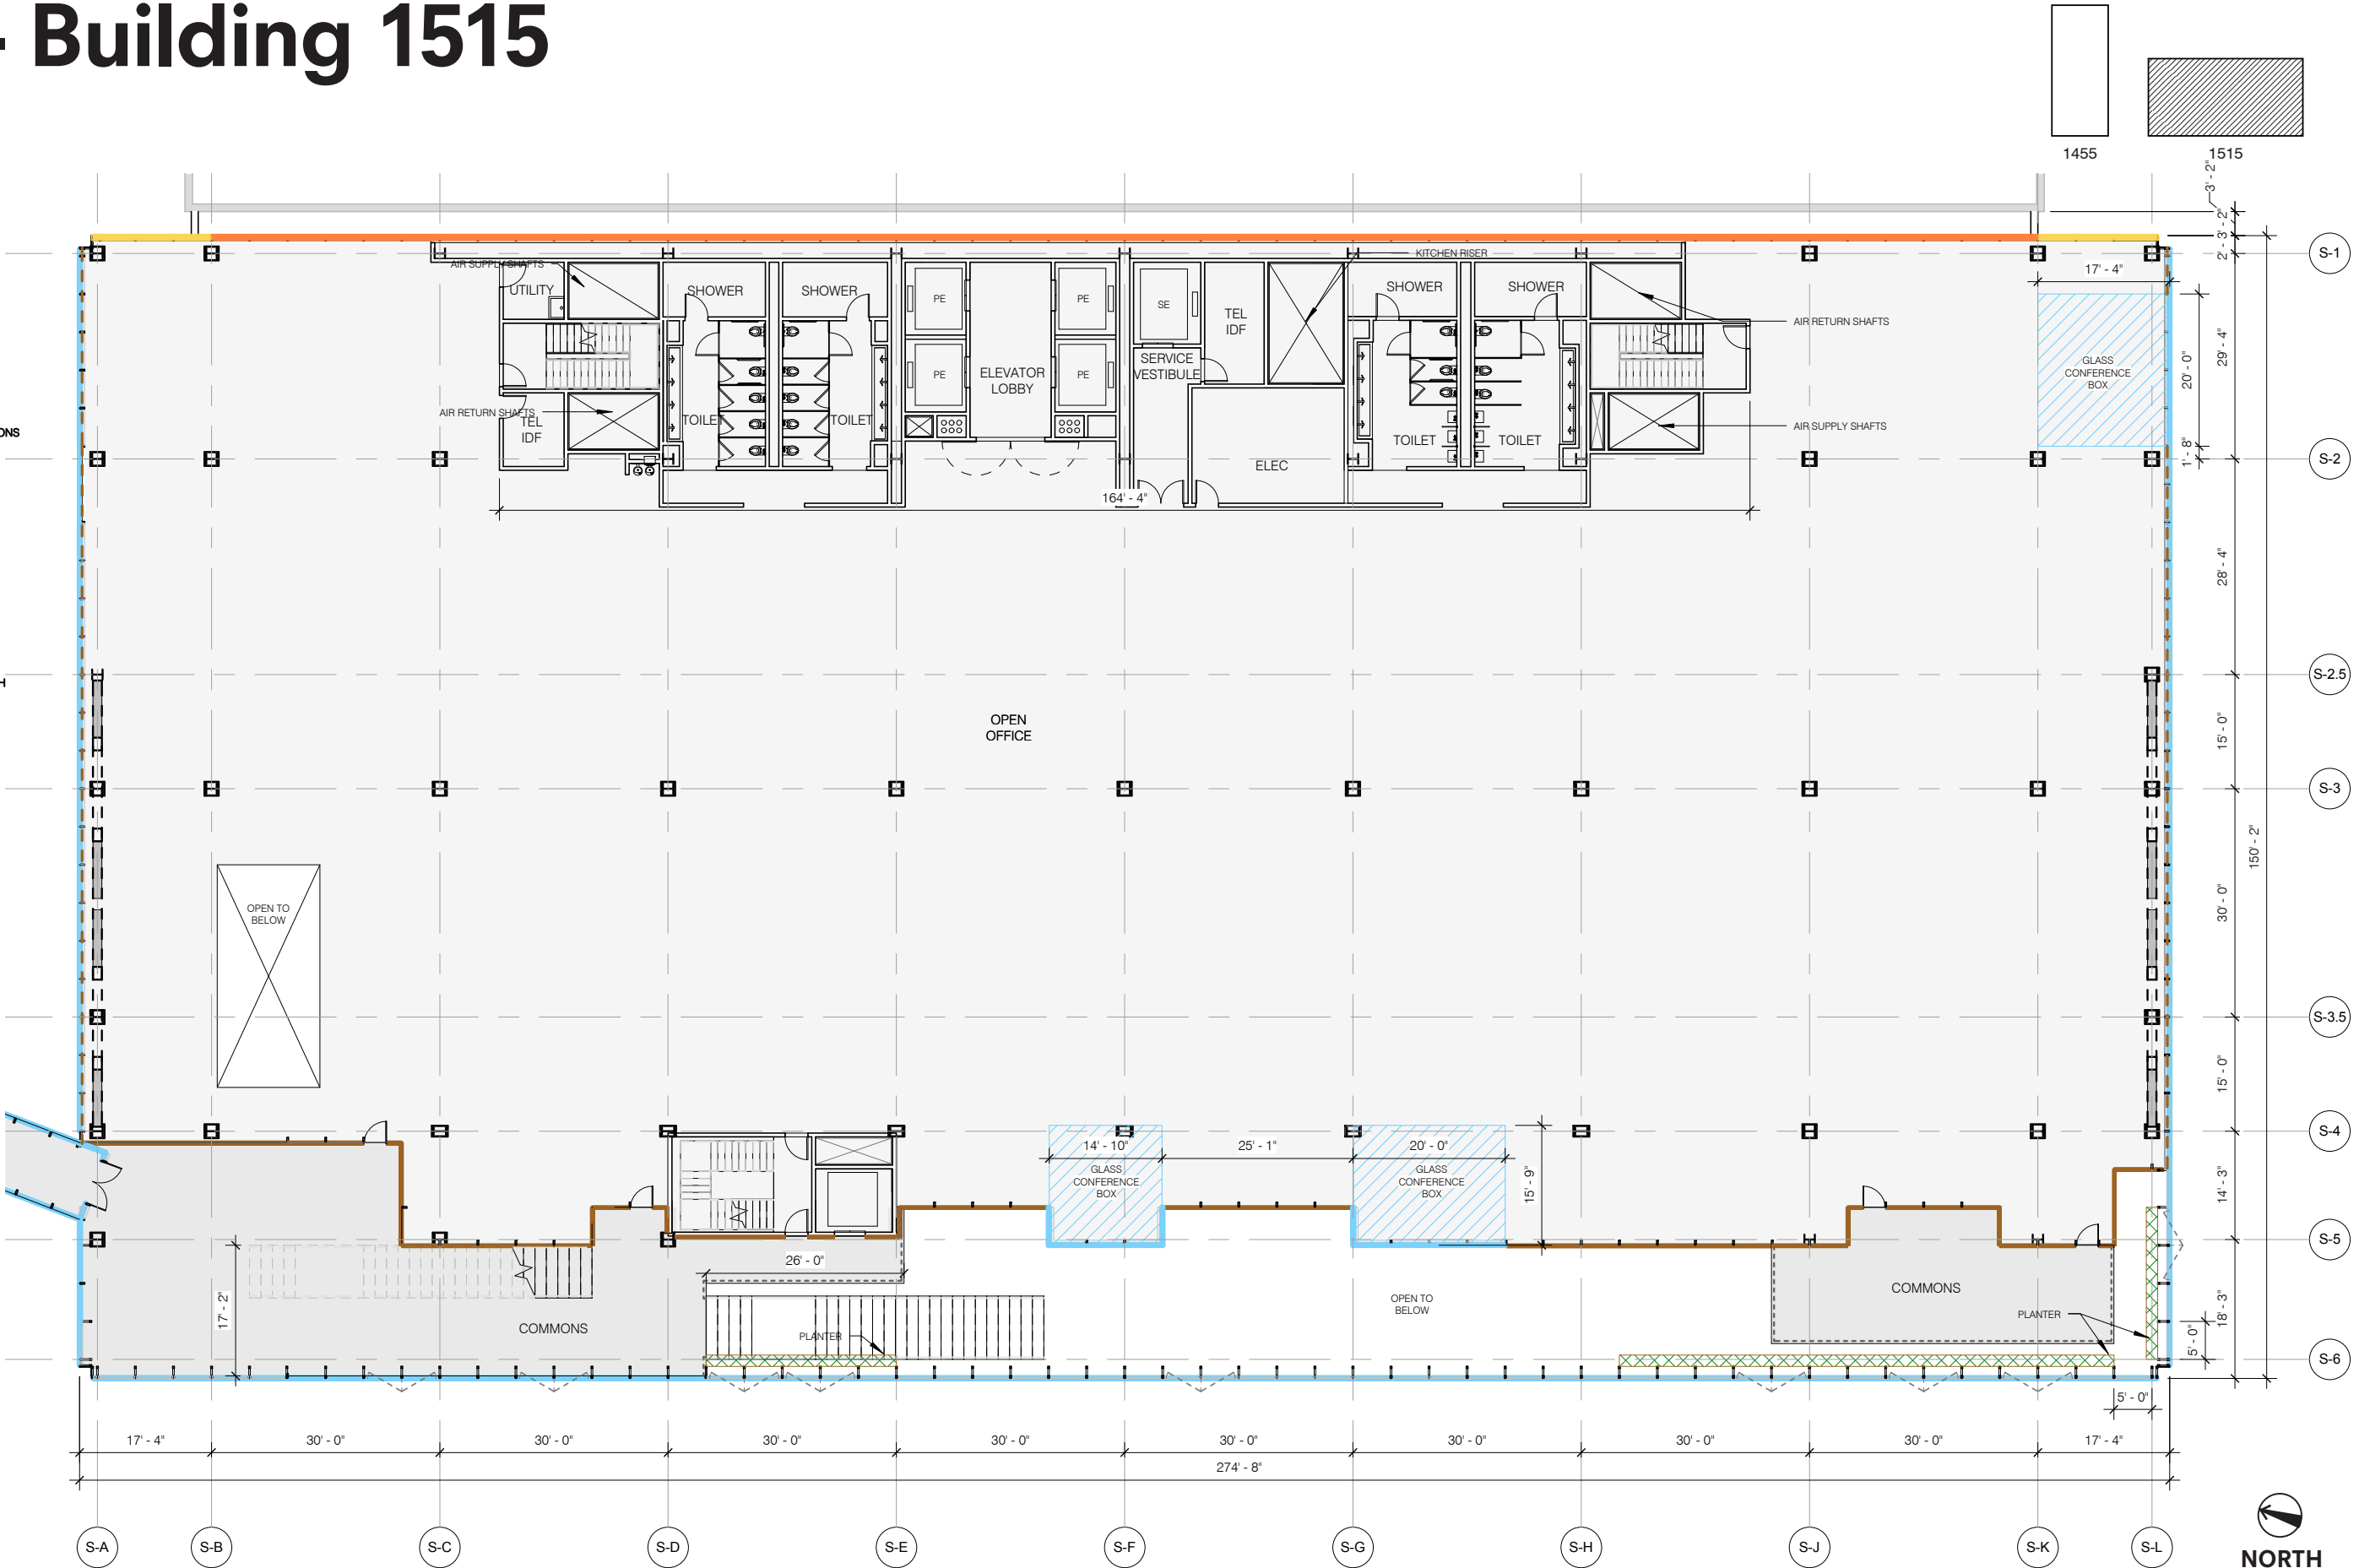 - Building 1515
1455
1515
3' - 2"
2' - 3' - 2"
S-1
KITCHEN RISER
AIR SUPPLY SHAFTS
17' - 4"
UTILITY
SHOWER
SHOWER
SHOWER
SHOWER
PE
PE
SE
TEL
IDF
AIR RETURN SHAFTS
29' - 4"
20' - 0"
GLASS
CONFERENCE
BOX
SERVICE
VESTIBULE
ELEVATOR
LOBBY
PE
PE
AIR RETURN SHAFTS
TEL
IDF
TOILET
TOILET
TOILET
TOILET
AIR SUPPLY SHAFTS
ONS
1' - 8"
S-2
ELEC
164' - 4"
28' - 4"
S-2.5
OPEN
OFFICE
15' - 0"
S-3
150' - 2"
OPEN TO
BELOW
30' - 0"
S-3.5
15' - 0"
S-4
14' - 10"
25' - 1"
20' - 0"
GLASS
CONFERENCE
BOX
GLASS
CONFERENCE
BOX
15' - 9"
14' - 3"
S-5
26' - 0"
17' - 2"
COMMONS
OPEN TO
BELOW
COMMONS
PLANTER
PLANTER
18' - 3"
5' - 0"
S-6
5' - 0"
17' - 4"
30' - 0"
30' - 0"
30' - 0"
30' - 0"
30' - 0"
30' - 0"
30' - 0"
30' - 0"
17' - 4"
274' - 8"
S-A
S-B
S-C
S-D
S-E
S-F
S-G
S-H
S-J
S-K
S-L
NORTH